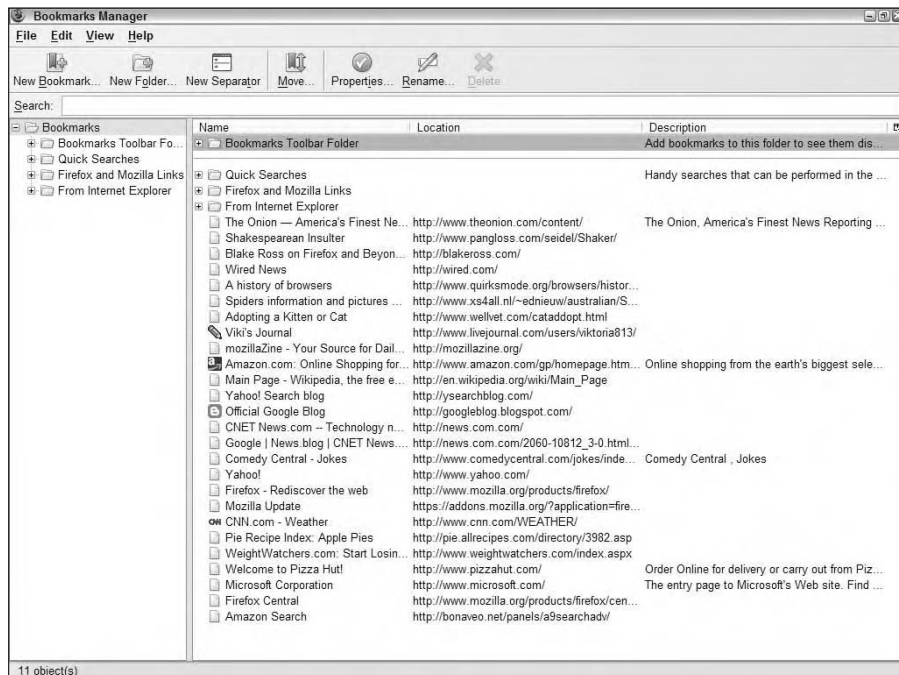 Bookmarks Manager
File Edit View Help
New Bookmark... New Folder... New Separator Move... Properties... Rename... Delete
Search:
Bookmarks
Bookmarks Toolbar Fo...
Quick Searches
Firefox and Mozilla Links
From Internet Explorer
Name Location Description
Bookmarks Toolbar Folder Add bookmarks to this folder to see them dis...
Quick Searches Handy searches that can be performed in the ...
Firefox and Mozilla Links
From Internet Explorer
The Onion — America's Finest Ne... http://www.theonion.com/content/ The Onion, America's Finest News Reporting ...
Shakespearean Insulter http://www.pangloss.com/seidel/Shaker/
Blake Ross on Firefox and Beyon... http://blakeross.com/
Wired News http://wired.com/
A history of browsers http://www.quirksmode.org/browsers/histor...
Spiders information and pictures ... http://www.xs4all.nl/~ednieuw/australian/S...
Adopting a Kitten or Cat http://www.wellvet.com/cataddopt.html
Viki's Journal http://www.livejournal.com/users/viktoria813/
mozillaZine - Your Source for Dail... http://mozillazine.org/
Amazon.com: Online Shopping for... http://www.amazon.com/gp/homepage.htm... Online shopping from the earth's biggest sele...
Main Page - Wikipedia, the free e... http://en.wikipedia.org/wiki/Main_Page
Yahoo! Search blog http://ysearchblog.com/
Official Google Blog http://googleblog.blogspot.com/
CNET News.com -- Technology n... http://news.com.com/
Google | News.blog | CNET News.... http://news.com.com/2060-10812_3-0.html...
Comedy Central - Jokes http://www.comedycentral.com/jokes/inde... Comedy Central , Jokes
Yahoo! http://www.yahoo.com/
Firefox - Rediscover the web http://www.mozilla.org/products/firefox/
Mozilla Update https://addons.mozilla.org/?application=fire...
CNN.com - Weather http://www.cnn.com/WEATHER/
Pie Recipe Index: Apple Pies http://pie.allrecipes.com/directory/3982.asp
WeightWatchers.com: Start Losin... http://www.weightwatchers.com/index.aspx
Welcome to Pizza Hut! http://www.pizzahut.com/ Order Online for delivery or carry out from Piz...
Microsoft Corporation http://www.microsoft.com/ The entry page to Microsoft's Web site. Find ...
Firefox Central http://www.mozilla.org/products/firefox/cen...
Amazon Search http://bonaveo.net/panels/a9searchadv/
11 object(s)